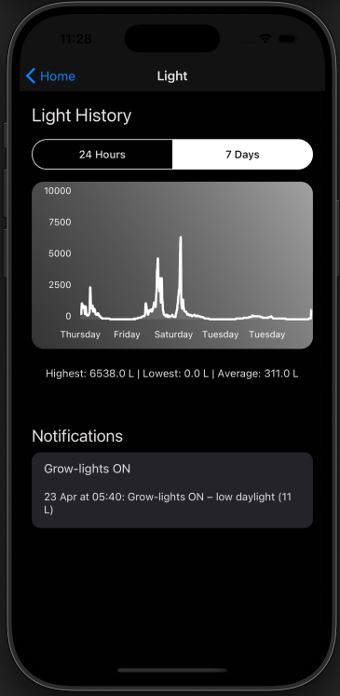 11:28
Home
Light
Light History
24 Hours
7 Days
10000
7500
5000
2500
0
Thursday Friday Saturday Tuesday Tuesday
Highest: 6538.0 L | Lowest: 0.0 L | Average: 311.0 L
Notifications
Grow-lights ON
23 Apr at 05:40: Grow-lights ON – low daylight (11
L)